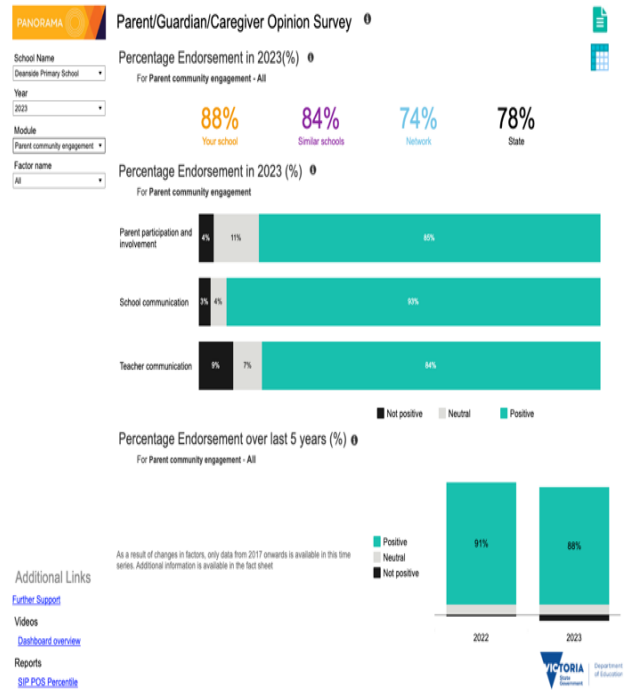 PANORAMA
Parent/Guardian/Caregiver Opinion Survey
School Name
Deanside Primary School
Year
2023
Module
Parent community engagement
Factor name
All
Percentage Endorsement in 2023(%)
For Parent community engagement - All
88% 84% 74% 78%
Your school Similar schools Network State
Percentage Endorsement in 2023 (%)
For Parent community engagement
Parent participation and
involvement
4% 11% 85%
School communication
3% 4% 93%
Teacher communication
9% 7% 84%
Not positive Neutral Positive
Percentage Endorsement over last 5 years (%)
For Parent community engagement - All
As a result of changes in factors, only data from 2017 onwards is available in this time
series. Additional information is available in the fact sheet
Positive
Neutral
Not positive
91% 88%
2022 2023
Additional Links
Further Support
Videos
Dashboard overview
Reports
SIP POS Percentile
VICTORIA
State
Government
Department
of Education